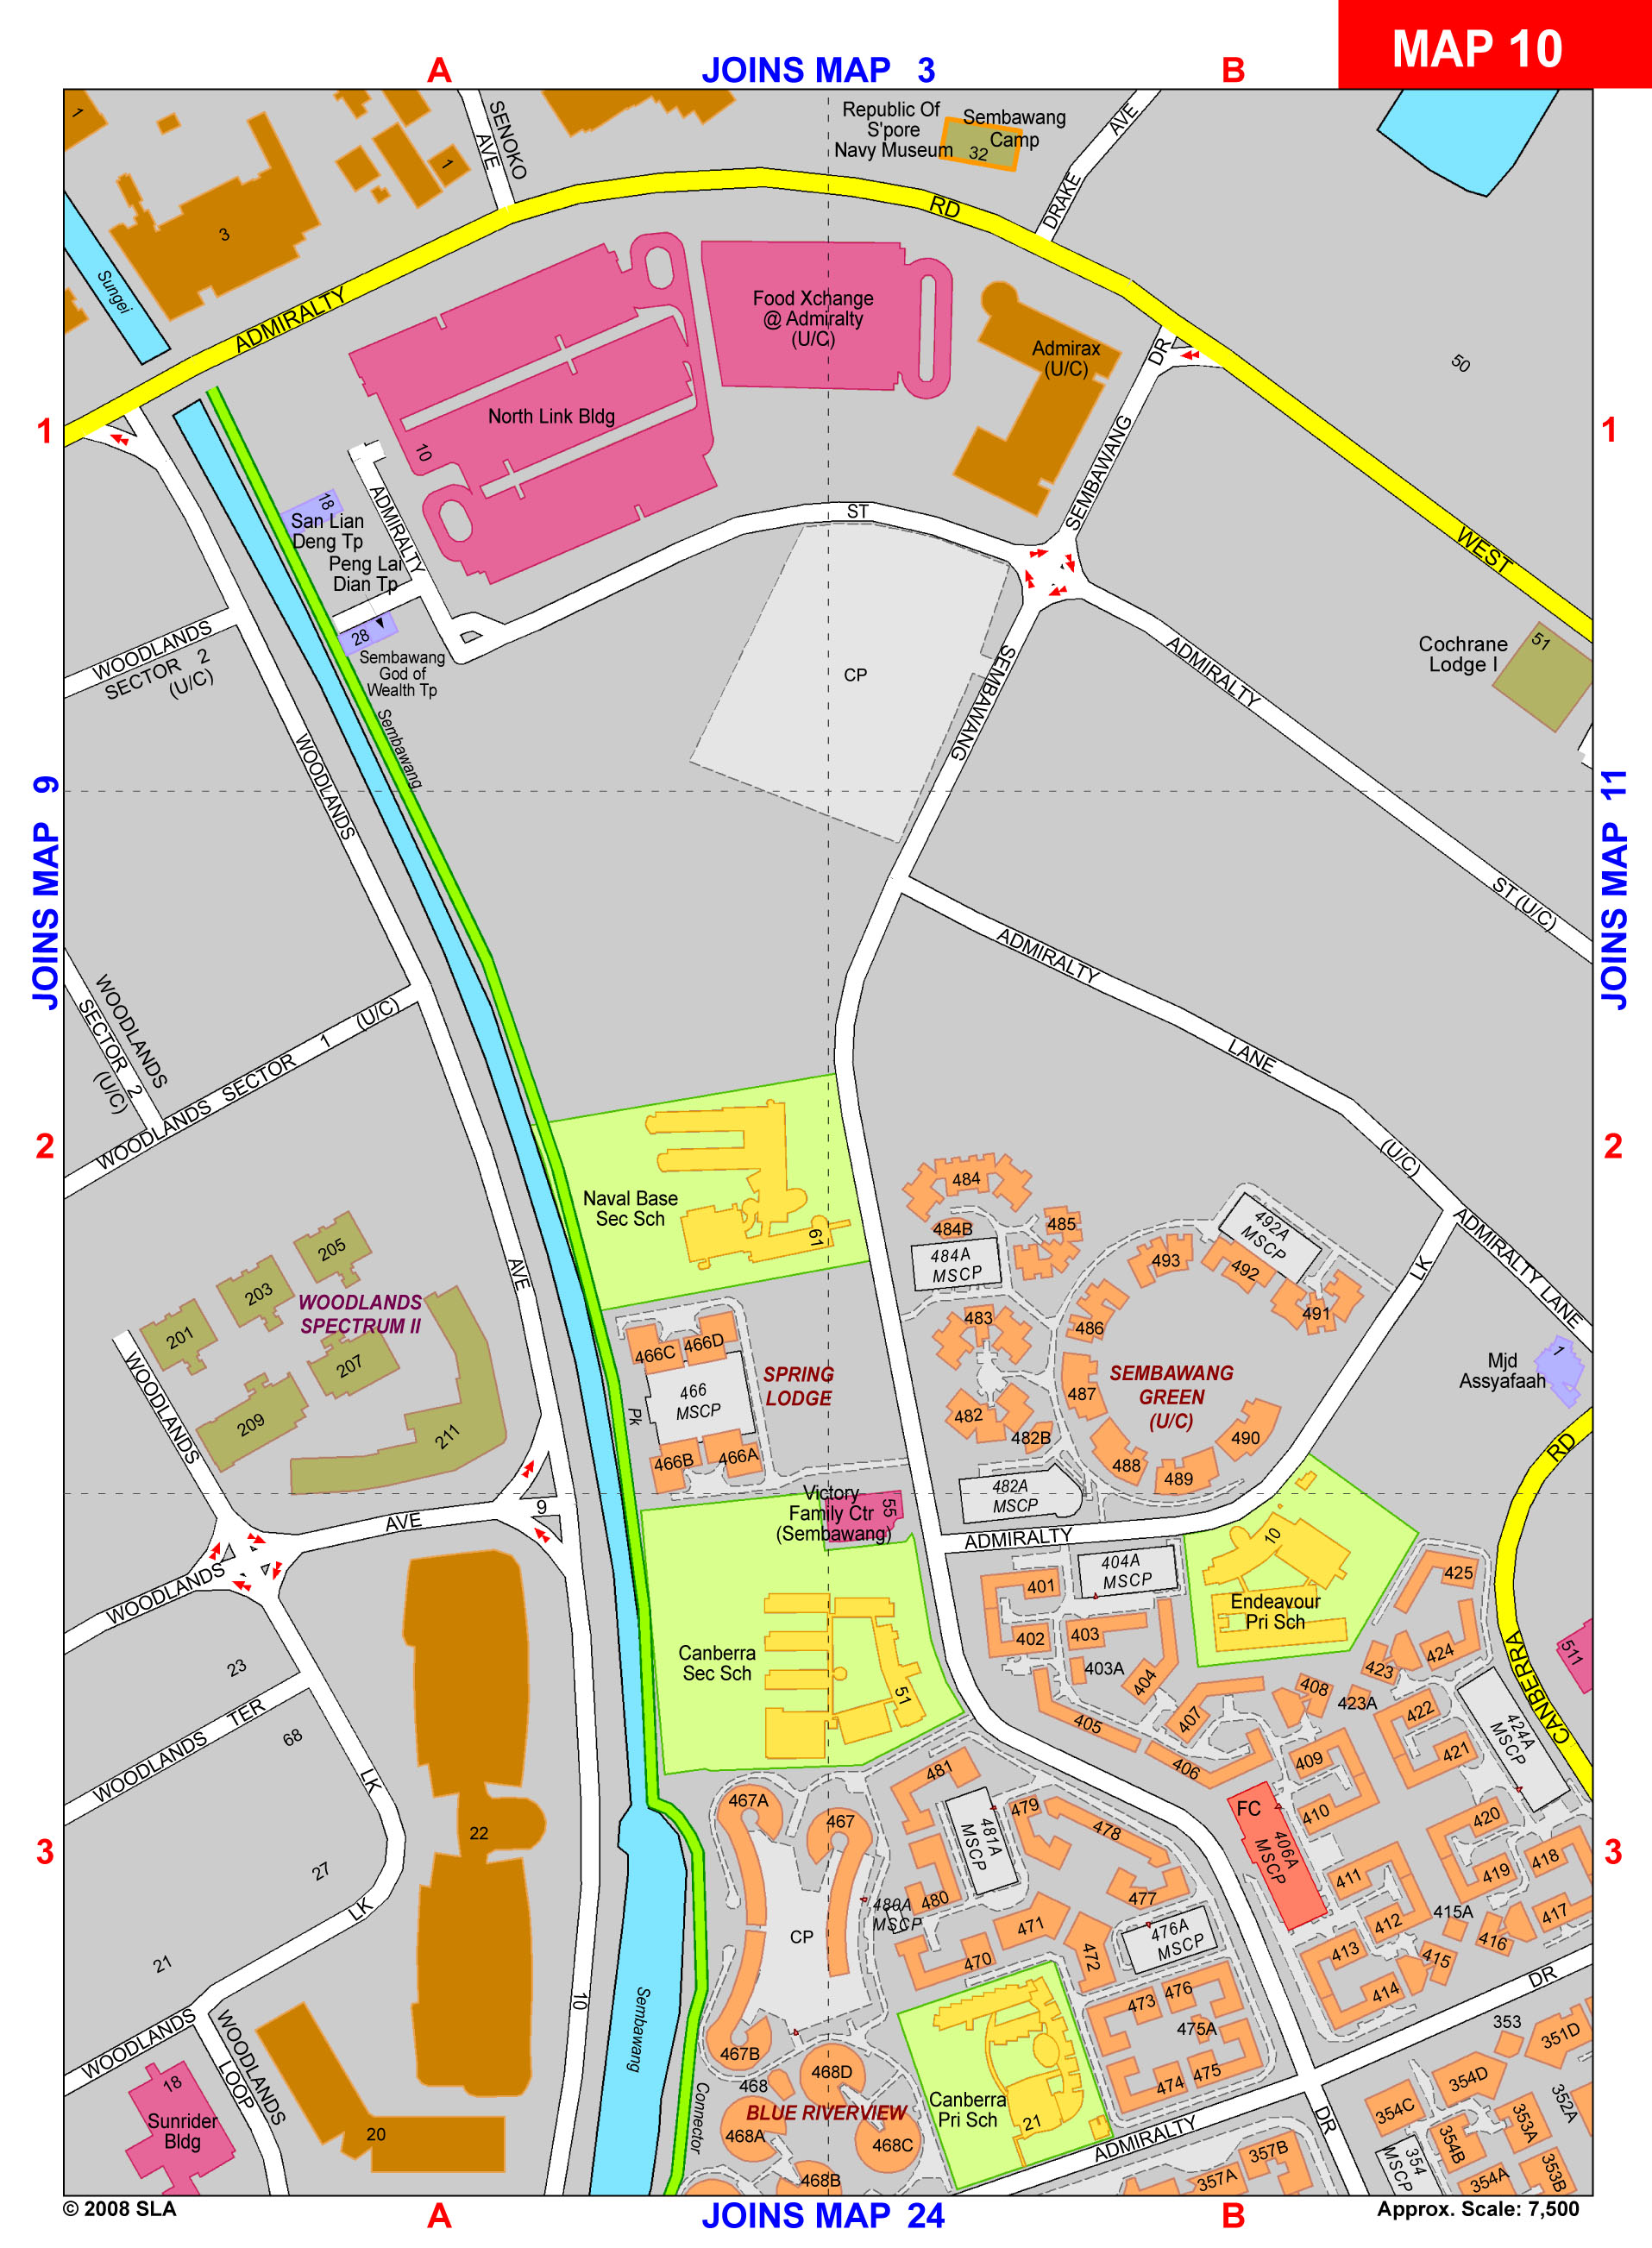 MAP 10
A
JOINS MAP 3
B
1
3
1
SENOKO
AVE
Republic Of
S'pore
Navy Museum
Sembawang
Camp
32
DRAKE
AVE
Sungei
ADMIRALTY
RD
WEST
50
Food Xchange
@ Admiralty
(U/C)
Admirax
(U/C)
North Link Bldg
10
SEMBAWANG
DR
1
1
18
San Lian
Deng Tp
Peng Lai
Dian Tp
28
Sembawang
God of
Wealth Tp
ADMIRALTY
ST
WOODLANDS
SECTOR 2
(U/C)
Sembawang
WOODLANDS
CP
SEMBAWANG
ADMIRALTY
ST (U/C)
51
Cochrane
Lodge I
JOINS MAP 9
JOINS MAP 11
WOODLANDS
SECTOR 2
(U/C)
WOODLANDS SECTOR 1 (U/C)
ADMIRALTY
LANE
(U/C)
2
2
Naval Base
Sec Sch
61
484
484B
484A
MSCP
485
493
492A
MSCP
492
491
LK
ADMIRALTY LANE
AVE
205
203
201
WOODLANDS
SPECTRUM II
207
209
211
WOODLANDS
483
486
487
482
482B
488
489
490
SEMBAWANG
GREEN
(U/C)
482A
MSCP
1
Mjd
Assyafaah
466C
466D
466
MSCP
466B
466A
Pk
SPRING
LODGE
Victory
Family Ctr
(Sembawang)
55
AVE
9
WOODLANDS
ADMIRALTY
404A
MSCP
401
402
403
403A
404
405
10
Endeavour
Pri Sch
425
424
423
423A
422
421
424A
MSCP
RD
CANBERRA
511
Canberra
Sec Sch
51
23
WOODLANDS TER
68
LK
27
LK
21
22
WOODLANDS
WOODLANDS
LOOP
18
Sunrider
Bldg
20
10
3
3
406
407
408
409
410
FC
406A
MSCP
411
412
413
414
415
415A
416
417
418
419
420
467A
467
467B
CP
468
468D
468A
468C
468B
BLUE RIVERVIEW
Sembawang
Connector
481
481A
MSCP
479
478
477
480
480A
MSCP
471
470
472
476A
MSCP
473
476
475A
474
475
Canberra
Pri Sch
21
ADMIRALTY
DR
DR
357A
357B
353
351D
354D
354C
352A
353A
354B
354
MSCP
354A
353B
© 2008 SLA
A
JOINS MAP 24
B
Approx. Scale: 7,500